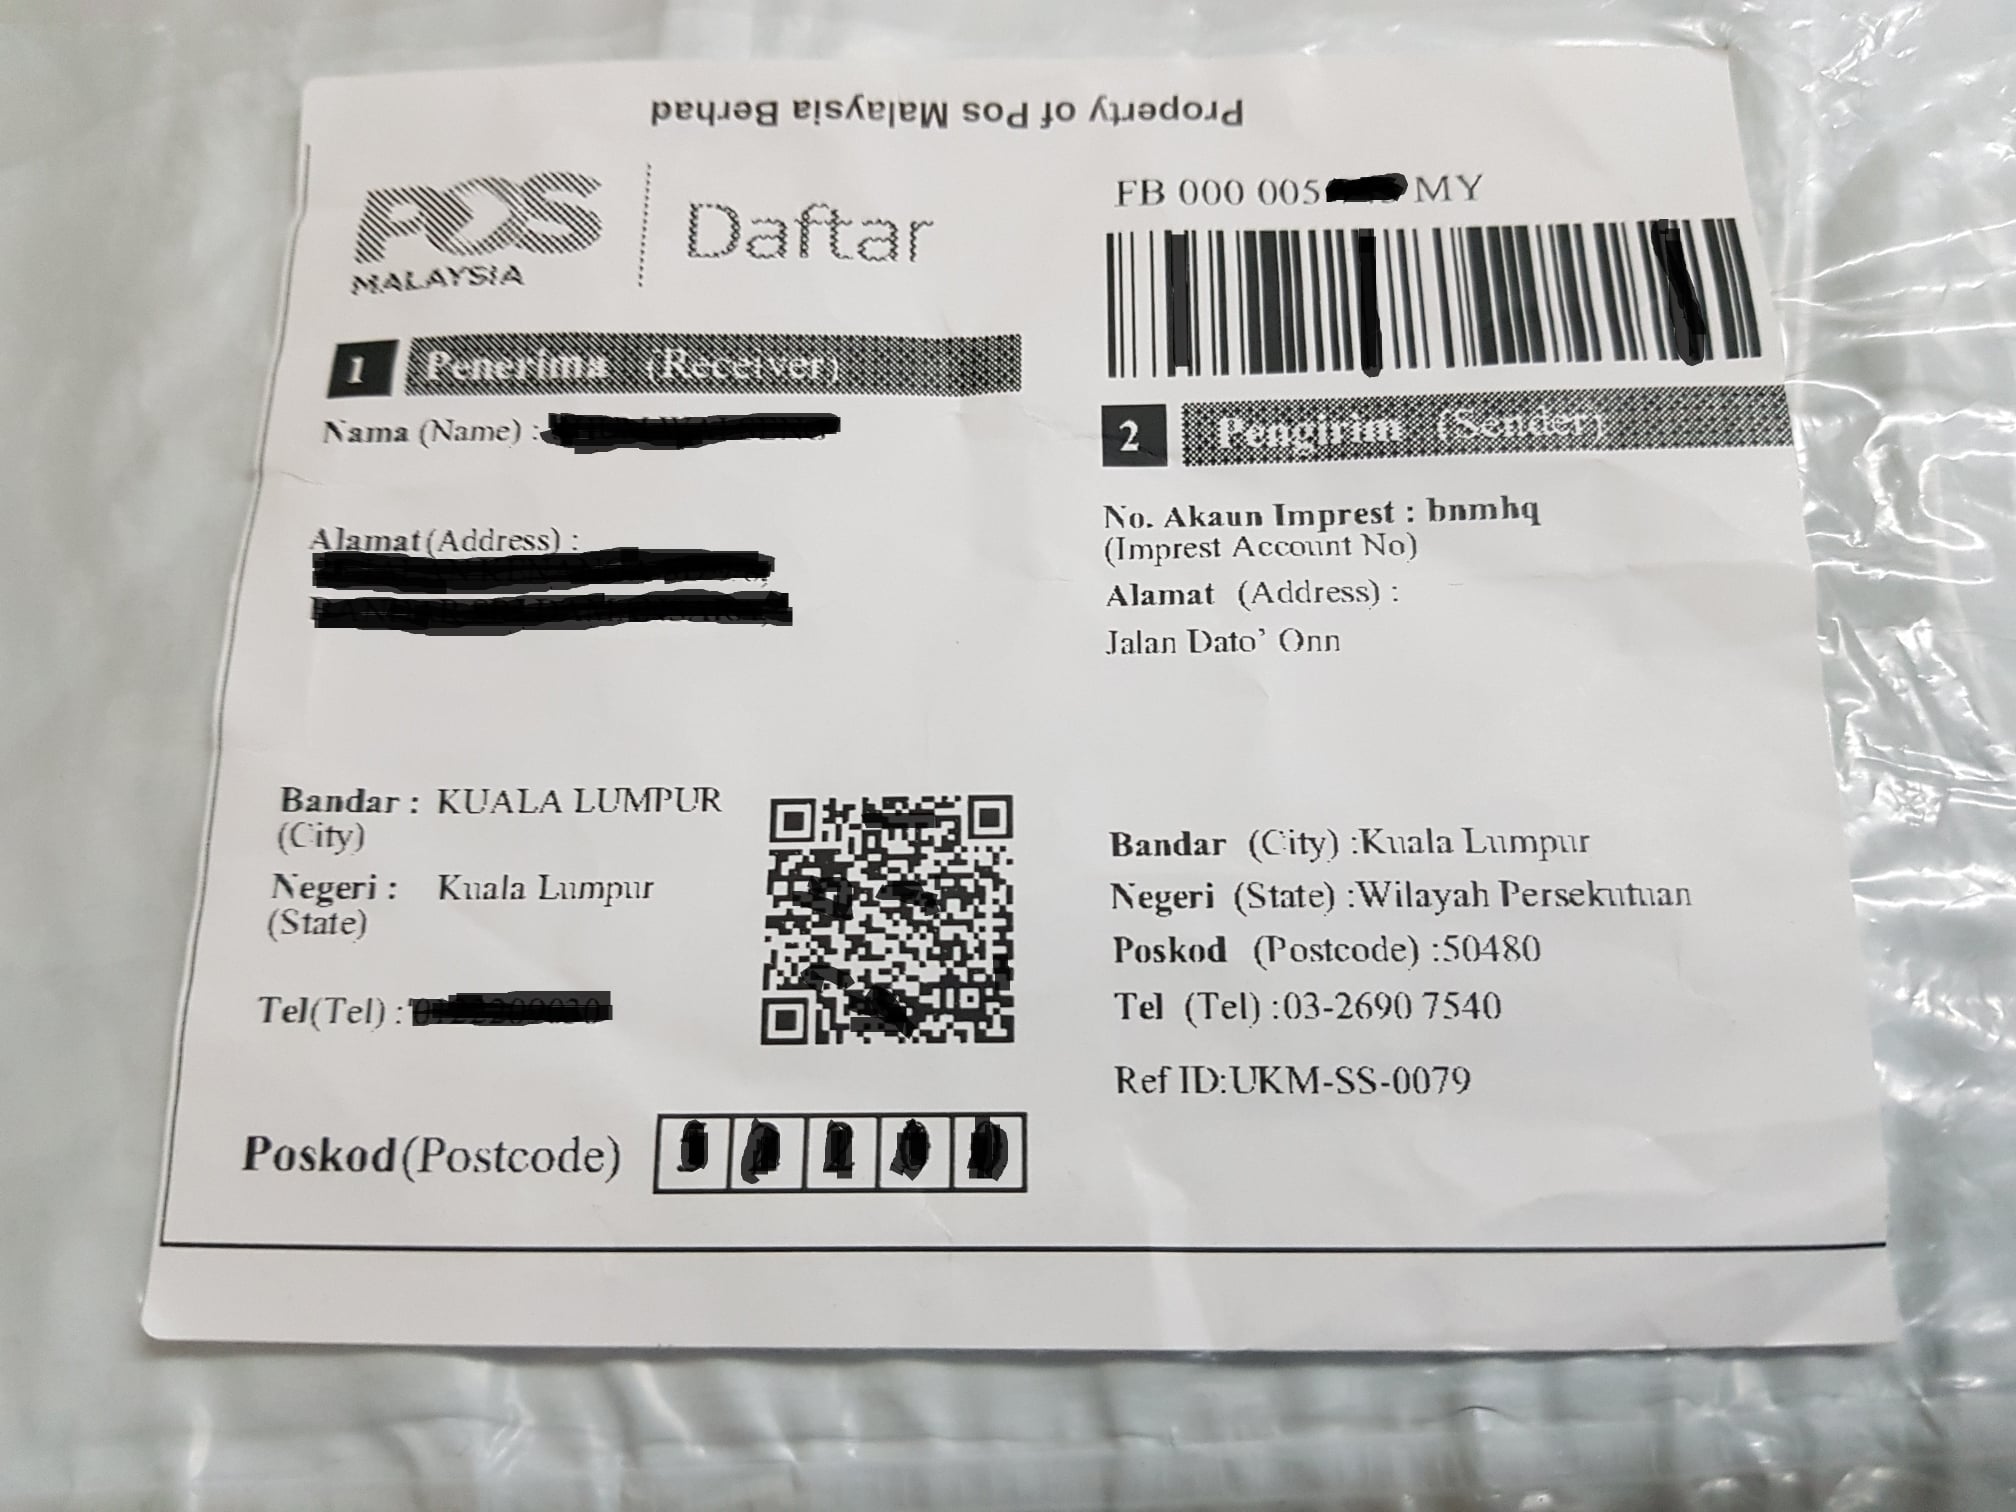 Property of Pos Malaysia Berhad
POS
MALAYSIA
Daftar
FB 000 005 MY
1 Penerima (Receiver)
Nama (Name) :
Alamat (Address) :
Bandar : KUALA LUMPUR
(City)
Negeri : Kuala Lumpur
(State)
Tel(Tel) :
Poskod(Postcode)
2 Pengirim (Sender)
No. Akaun Imprest : bnmhq
(Imprest Account No)
Alamat (Address) :
Jalan Dato' Onn
Bandar (City) :Kuala Lumpur
Negeri (State) :Wilayah Persekutuan
Poskod (Postcode) :50480
Tel (Tel) :03-2690 7540
Ref ID:UKM-SS-0079